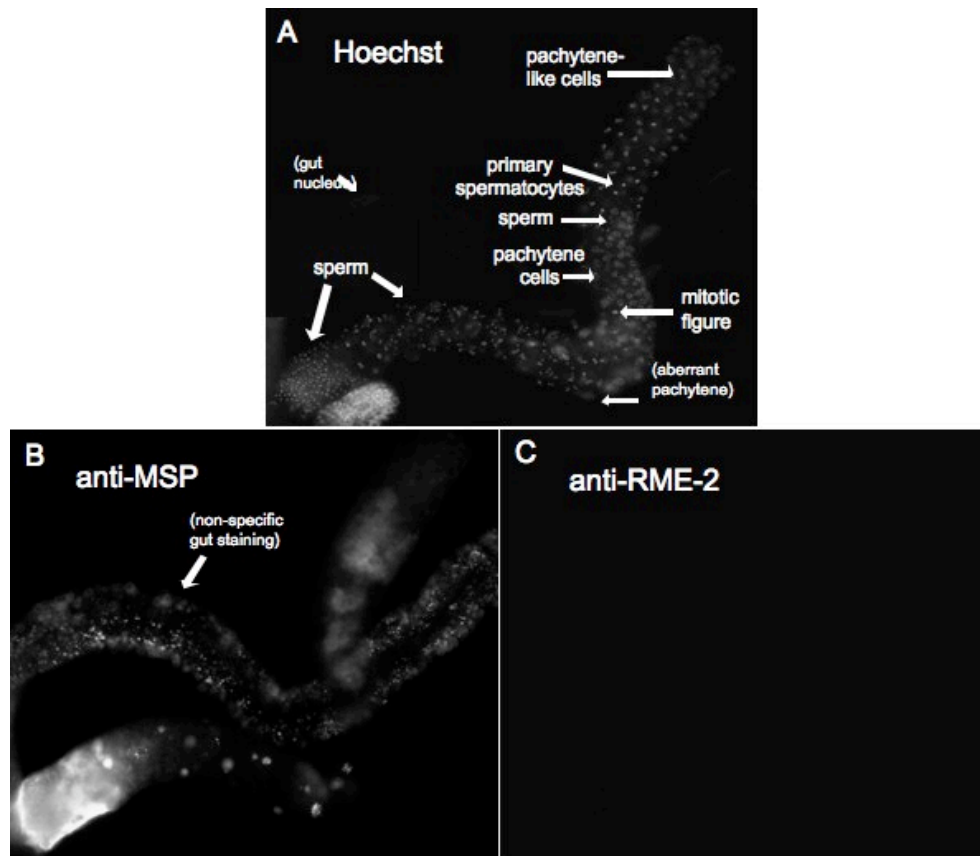 A
Hoechst
pachytene-
like cells
(gut
nucleus)
primary
spermatocytes
sperm
pachytene
cells
sperm
mitotic
figure
(aberrant
pachytene)
B
anti-MSP
(non-specific
gut staining)
C
anti-RME-2